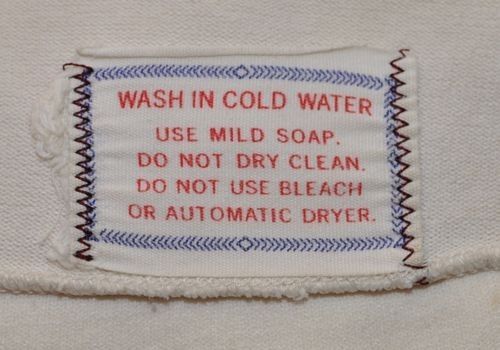 WASH IN COLD WATER
USE MILD SOAP.
DO NOT DRY CLEAN.
DO NOT USE BLEACH
OR AUTOMATIC DRYER.